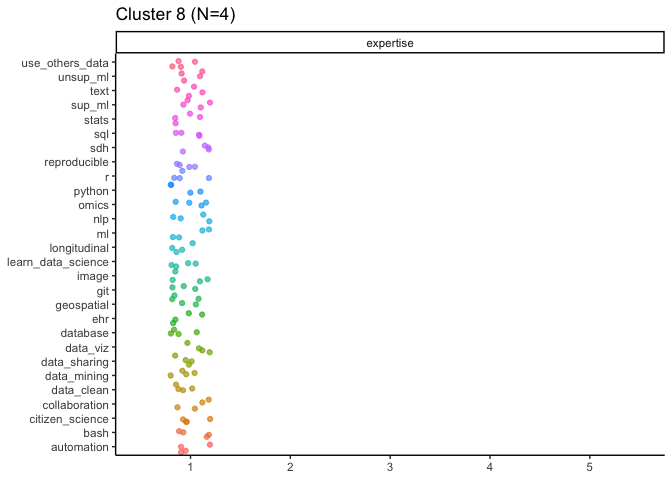 Cluster 8 (N=4)
expertise
use_others_data
unsup_ml
text
sup_ml
stats
sql
sdh
reproducible
r
python
omics
nlp
ml
longitudinal
learn_data_science
image
git
geospatial
ehr
database
data_viz
data_sharing
data_mining
data_clean
collaboration
citizen_science
bash
automation
1 2 3 4 5